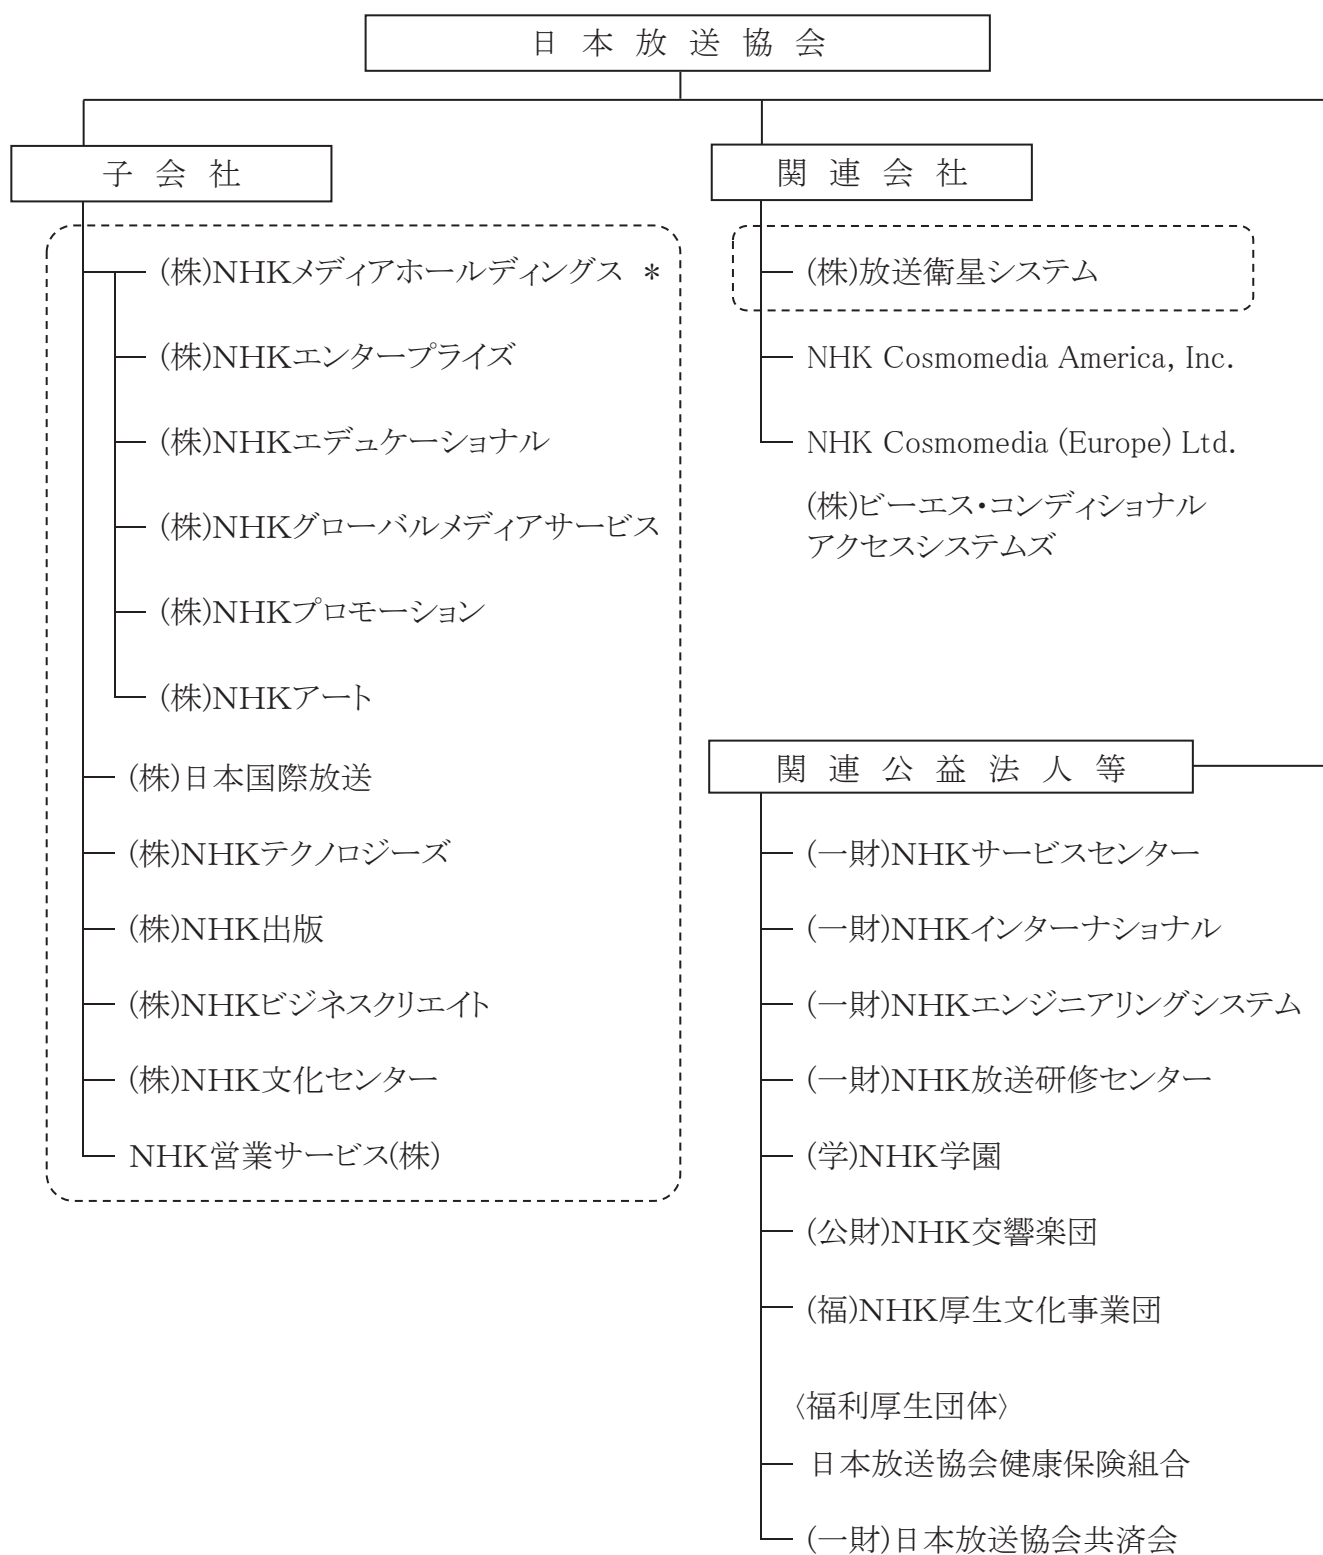 日本放送協会
子会社
(株)NHKメディアホールディングス *
(株)NHKエンタープライズ
(株)NHKエデュケーショナル
(株)NHKグローバルメディアサービス
(株)NHKプロモーション
(株)NHKアート
(株)日本国際放送
(株)NHKテクノロジーズ
(株)NHK出版
(株)NHKビジネスクリエイト
(株)NHK文化センター
NHK営業サービス(株)
関連会社
(株)放送衛星システム
NHK Cosmomedia America, Inc.
NHK Cosmomedia (Europe) Ltd.
(株)ビーエス・コンディショナル
アクセスシステムズ
関連公益法人等
(一財)NHKサービスセンター
(一財)NHKインターナショナル
(一財)NHKエンジニアリングシステム
(一財)NHK放送研修センター
(学)NHK学園
(公財)NHK交響楽団
(福)NHK厚生文化事業団
〈福利厚生団体〉
日本放送協会健康保険組合
(一財)日本放送協会共済会